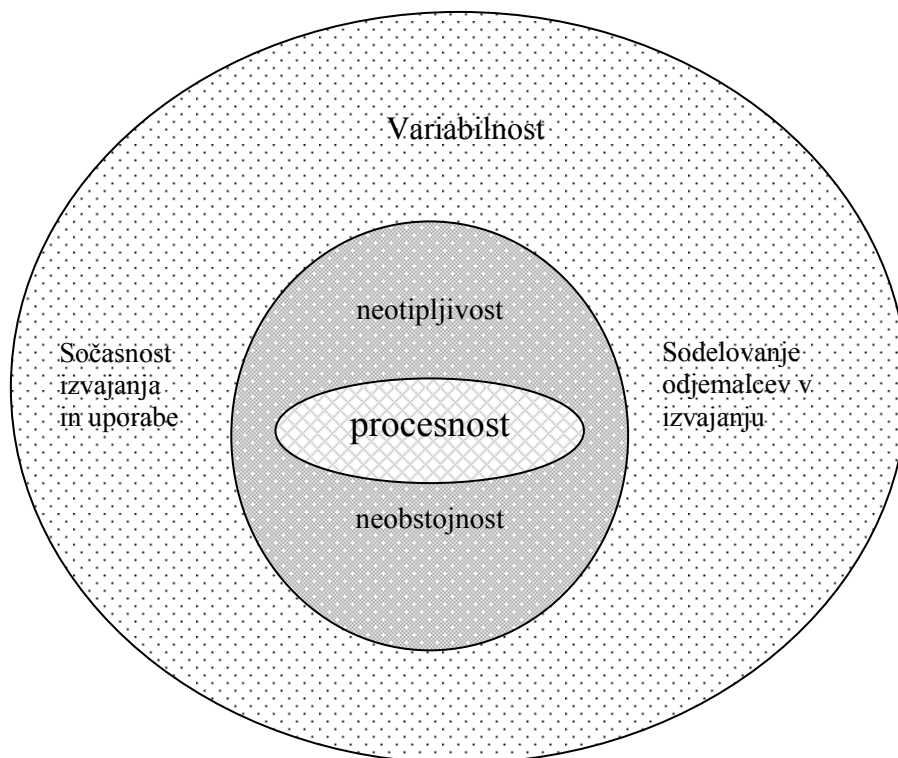 Variabilnost
neotipljivost
Sočasnost
izvajanja
in uporabe
Sodelovanje
odjemalcev v
izvajanju
procesnost
neobstojnost